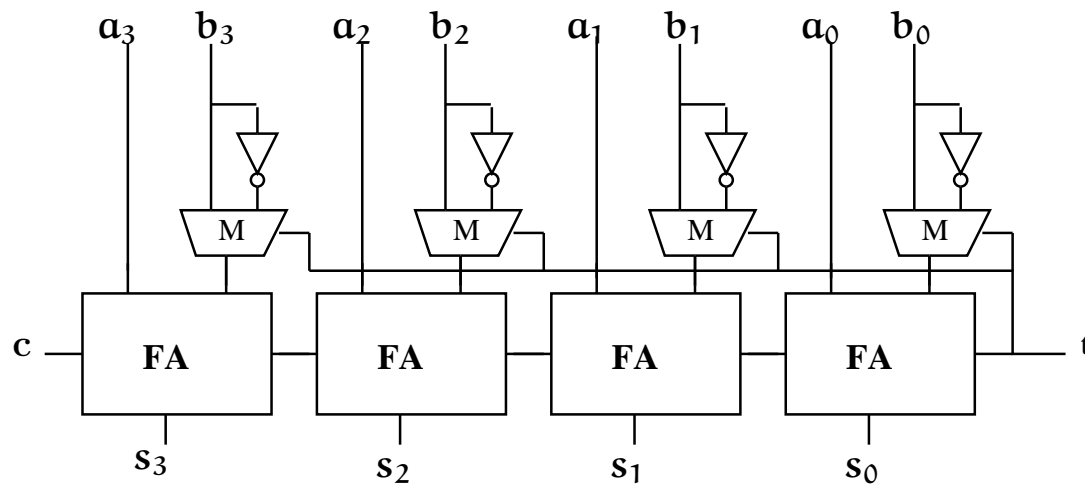 a₃ b₃ a₂ b₂ a₁ b₁ a₀ b₀
M M M M
c FA FA FA FA t
s₃ s₂ s₁ s₀